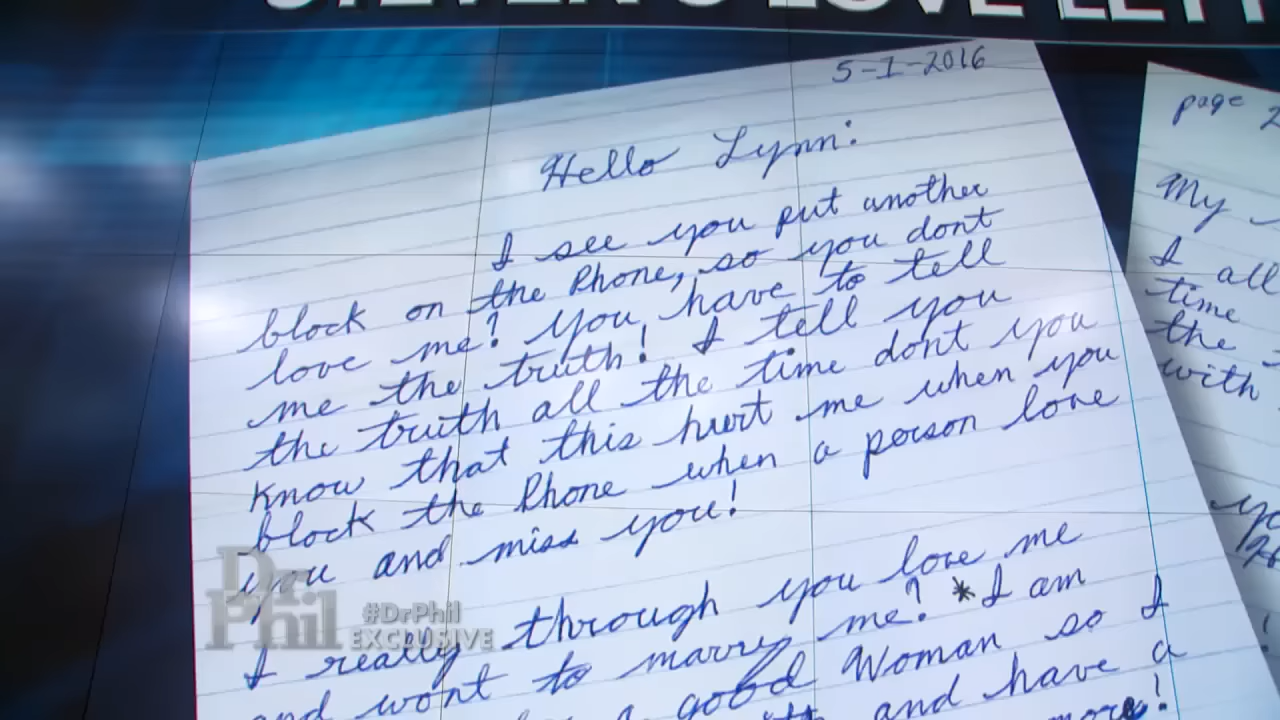 5-1-2016
Hello Lynn:
I see you put another
block on the Phone, so you dont
love me? You have to tell
me the truth! I tell you
the truth all the time dont you
know that this hurt me when you
block the Phone when a person love
you and miss you!
I really through you love me
and wont to marry me? *I am
a good Woman so I
and have a
more!
page 2
My
I all
time
the
with
Dr. Phil
#DrPhil
EXCLUSIVE